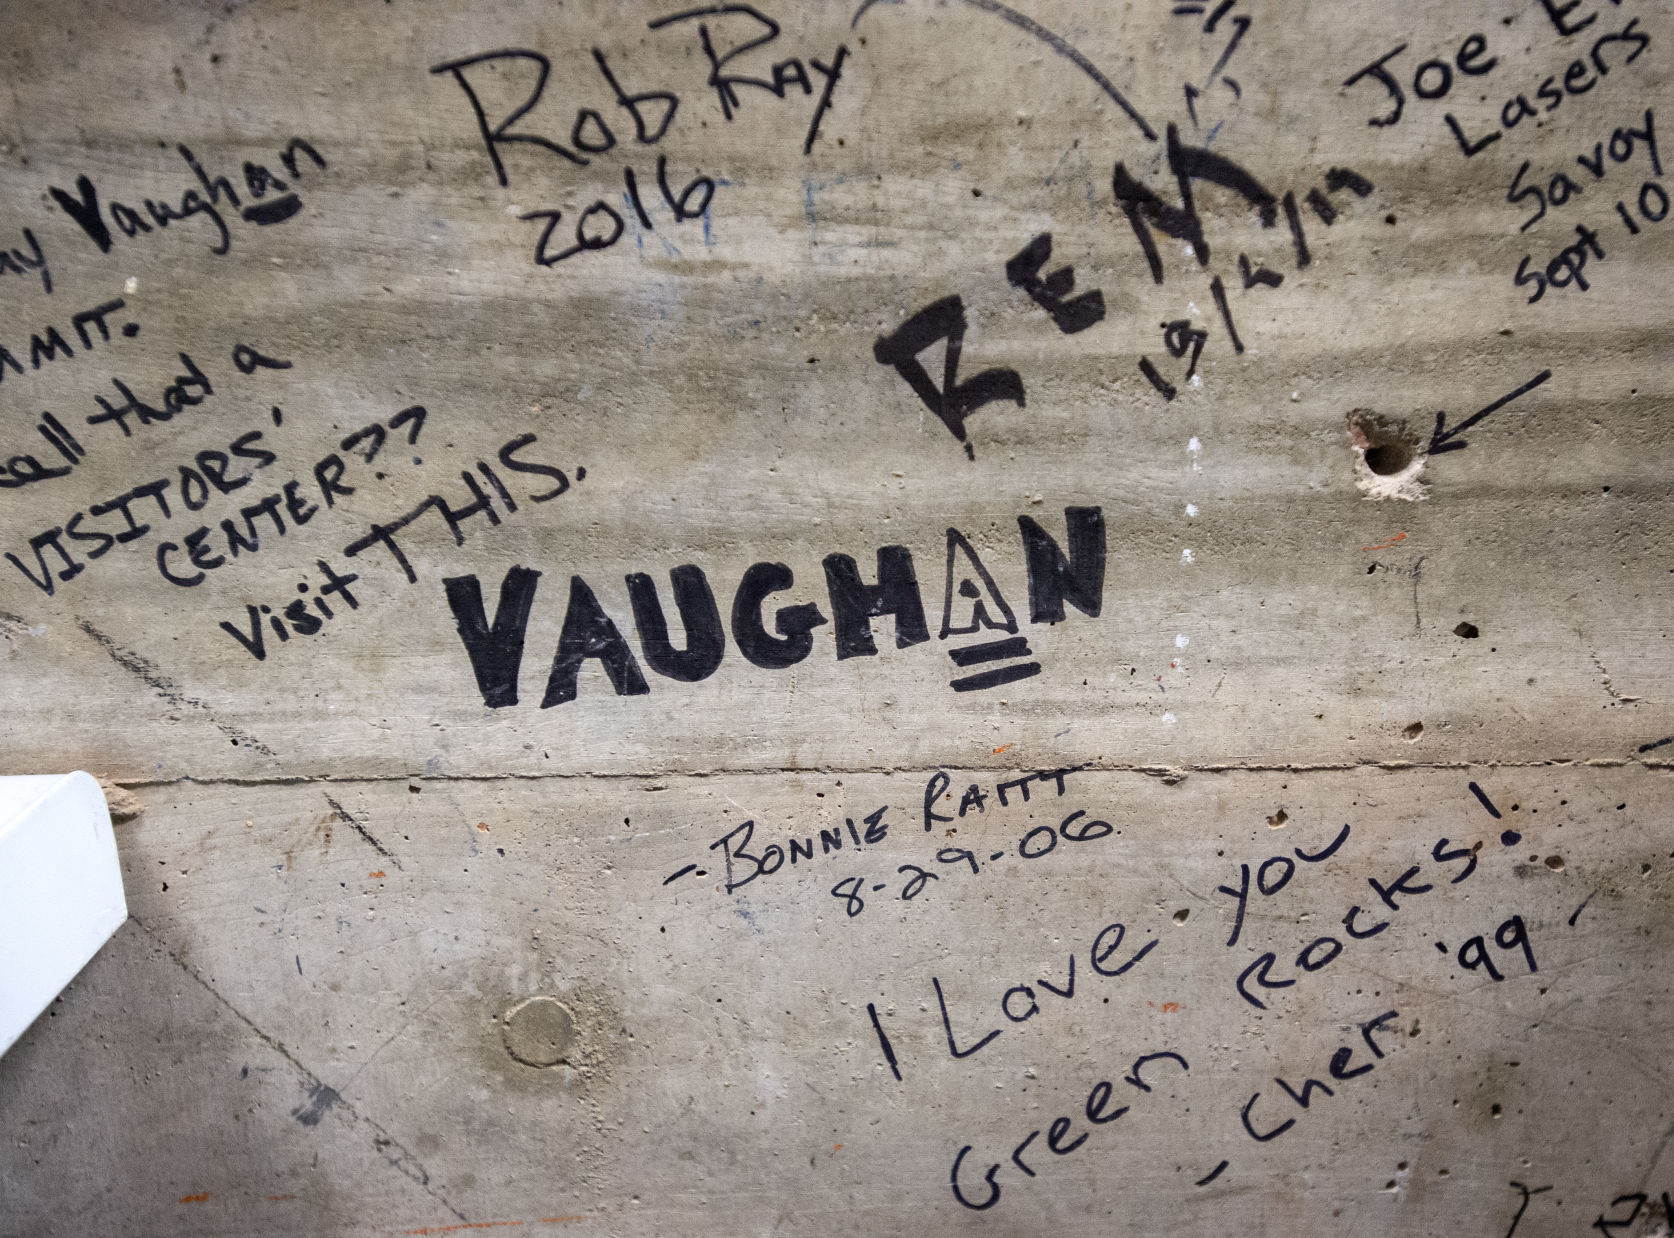 Rob Ray
2016
Vaughan
call that a
VISITORS'
CENTER??
Visit THIS.
REM
Joe
Lasers
Savoy
Sept 10
VAUGHAN
- BONNIE RAITT
8-29-06
I Love you
Green Rocks!
- Cher '99 -